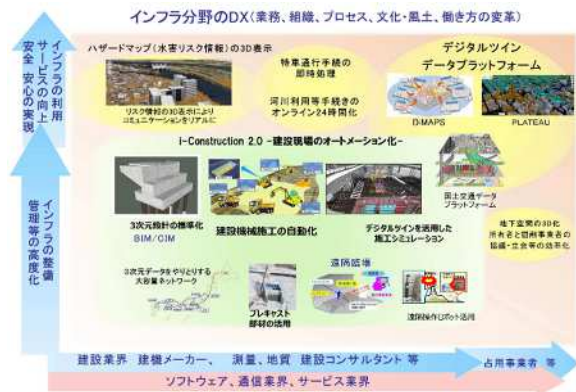 インフラ分野のDX(業務、組織、プロセス、文化・風土、働き方の変革)
インフラの利用
サービスの向上
安全・安心の実現
ハザードマップ(水害リスク情報)の3D表示
リスク情報の3D表示により
コミュニケーションをリアルに
特車通行手続の
即時処理
河川利用等手続きの
オンライン24時間化
デジタルツイン
データプラットフォーム
DiMAPS
PLATEAU
国土交通データ
プラットフォーム
i-Construction 2.0 -建設現場のオートメーション化-
3次元設計の標準化
BIM/CIM
建設機械施工の自動化
デジタルツインを活用した
施工シミュレーション
地下空間の3D化
所有者と掘削事業者の
協議・立会等の効率化
インフラの整備
管理等の高度化
3次元データをやりとりする
大容量ネットワーク
プレキャスト
部材の活用
遠隔臨場
遠隔操作ロボット活用
建設業界 建機メーカー、 測量、地質 建設コンサルタント 等
占用事業者 等
ソフトウェア、通信業界、サービス業界